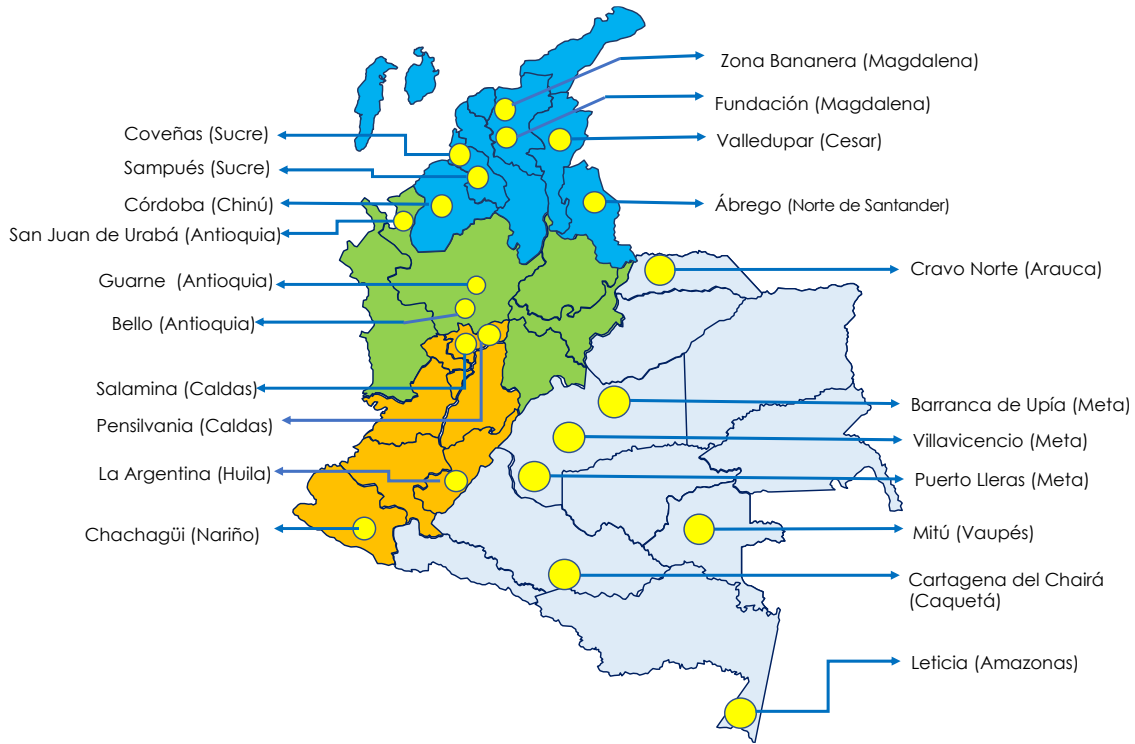 Zona Bananera (Magdalena)
Fundación (Magdalena)
Coveñas (Sucre)
Valledupar (Cesar)
Sampués (Sucre)
Córdoba (Chinú)
Ábrego (Norte de Santander)
San Juan de Urabá (Antioquia)
Cravo Norte (Arauca)
Guarne (Antioquia)
Bello (Antioquia)
Salamina (Caldas)
Barranca de Upía (Meta)
Pensilvania (Caldas)
Villavicencio (Meta)
La Argentina (Huila)
Puerto Lleras (Meta)
Chachagüi (Nariño)
Mitú (Vaupés)
Cartagena del Chairá
(Caquetá)
Leticia (Amazonas)